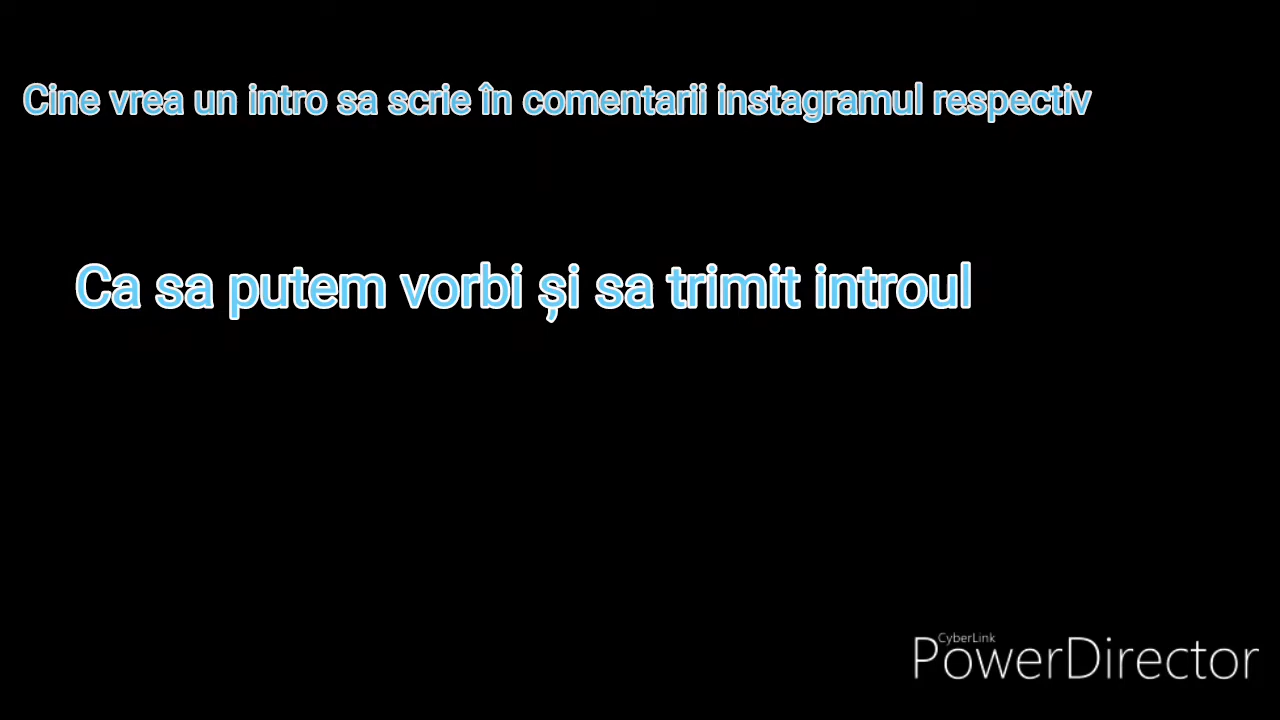 Cine vrea un intro sa scrie în comentarii instagramul respectiv
Ca sa putem vorbi și sa trimit introul
CyberLink
PowerDirector